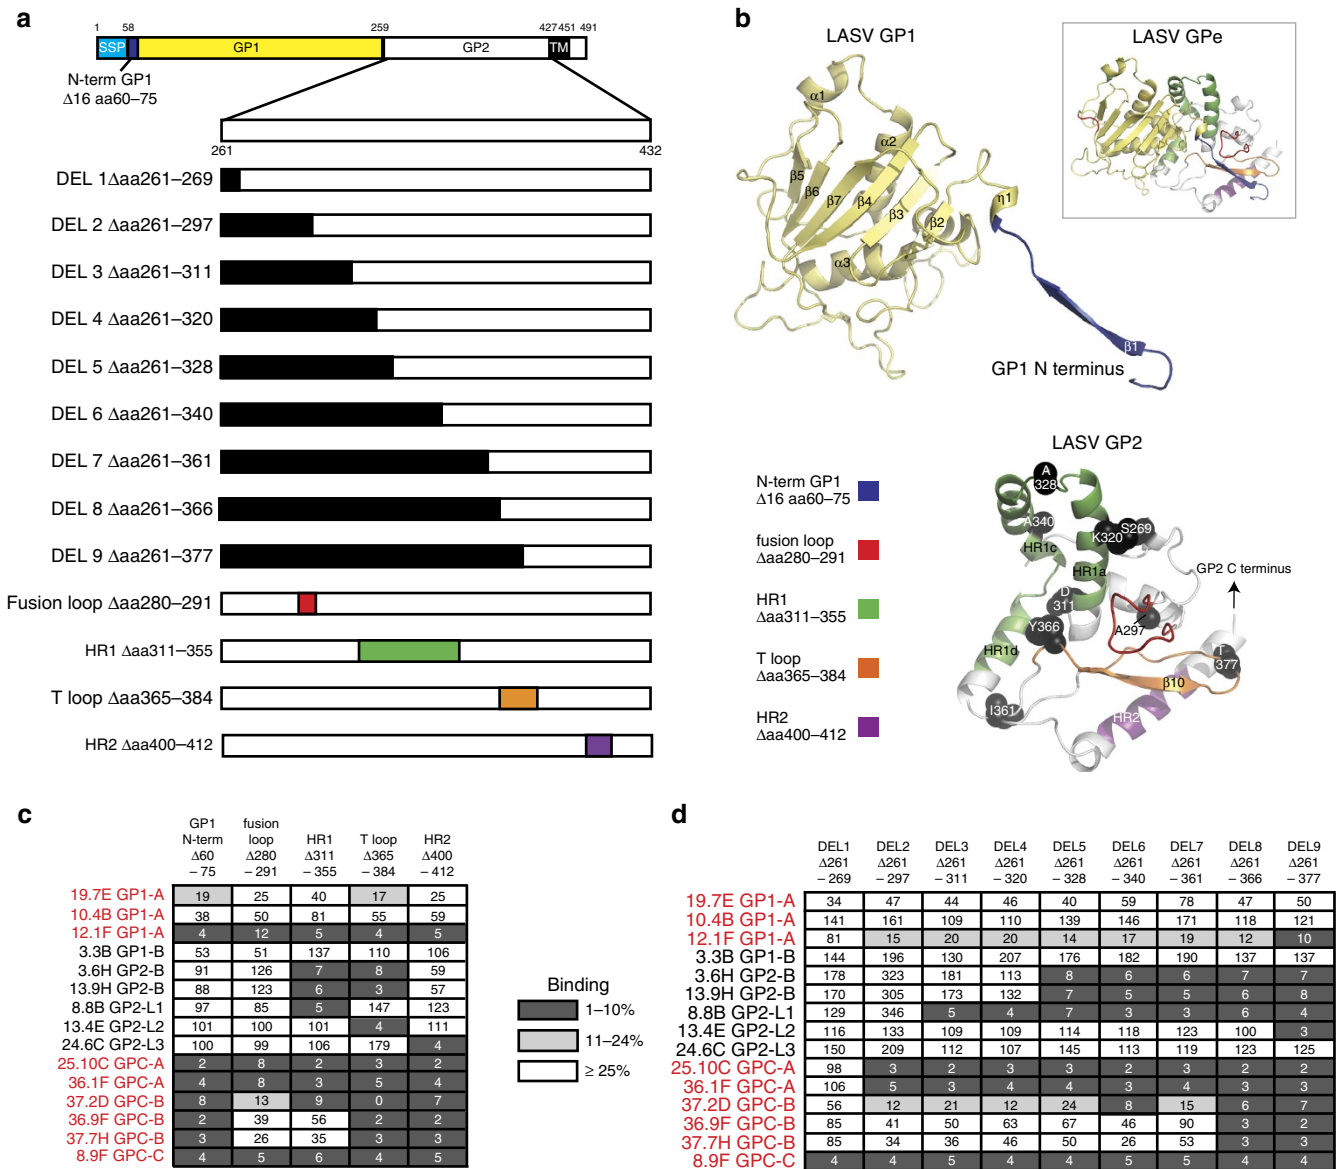 a
1 58 259 427 451 491
SSP GP1 GP2 TM
N-term GP1
Δ16 aa60–75
261 432
DEL 1Δaa261–269
DEL 2 Δaa261–297
DEL 3 Δaa261–311
DEL 4 Δaa261–320
DEL 5 Δaa261–328
DEL 6 Δaa261–340
DEL 7 Δaa261–361
DEL 8 Δaa261–366
DEL 9 Δaa261–377
Fusion loop Δaa280–291
HR1 Δaa311–355
T loop Δaa365–384
HR2 Δaa400–412
b
LASV GP1
LASV GPe
α1
α2
β5
β6
β7
β4
β3
β2
η1
α3
β1
GP1 N terminus
LASV GP2
N-term GP1
Δ16 aa60–75
fusion loop
Δaa280–291
HR1
Δaa311–355
T loop
Δaa365–384
HR2
Δaa400–412
A
328
A340
K320
S269
HR1c
HR1a
GP2 C terminus
D
311
Y366
A297
HR1d
T
377
β10
I361
HR2
c
GP1 fusion
N-term loop HR1 T loop HR2
Δ60 Δ280 Δ311 Δ365 Δ400
–75 –291 –355 –384 –412
19.7E GP1-A 19 25 40 17 25
10.4B GP1-A 38 50 81 55 59
12.1F GP1-A 4 12 5 4 5
3.3B GP1-B 53 51 137 110 106
3.6H GP2-B 91 126 7 8 59
13.9H GP2-B 88 123 6 3 57
8.8B GP2-L1 97 85 5 147 123
13.4E GP2-L2 101 100 101 4 111
24.6C GP2-L3 100 99 106 179 4
25.10C GPC-A 2 8 2 3 2
36.1F GPC-A 4 8 3 5 4
37.2D GPC-B 8 13 9 0 7
36.9F GPC-B 2 39 56 2 2
37.7H GPC-B 3 26 35 3 3
8.9F GPC-C 4 5 6 4 5
Binding
1–10%
11–24%
≥ 25%
d
DEL1 DEL2 DEL3 DEL4 DEL5 DEL6 DEL7 DEL8 DEL9
Δ261 Δ261 Δ261 Δ261 Δ261 Δ261 Δ261 Δ261 Δ261
–269 –297 –311 –320 –328 –340 –361 –366 –377
19.7E GP1-A 34 47 44 46 40 59 78 47 50
10.4B GP1-A 141 161 109 110 139 146 171 118 121
12.1F GP1-A 81 15 20 20 14 17 19 12 10
3.3B GP1-B 144 196 130 207 176 182 190 137 137
3.6H GP2-B 178 323 181 113 8 6 6 7 7
13.9H GP2-B 170 305 173 132 7 5 5 6 8
8.8B GP2-L1 129 346 5 4 7 3 3 6 4
13.4E GP2-L2 116 133 109 109 114 118 123 100 3
24.6C GP2-L3 150 209 112 107 145 113 119 123 125
25.10C GPC-A 98 3 2 3 3 2 3 2 2
36.1F GPC-A 106 5 3 4 4 3 4 3 3
37.2D GPC-B 56 12 21 12 24 8 15 6 7
36.9F GPC-B 85 41 50 63 67 46 90 3 2
37.7H GPC-B 85 34 36 46 50 26 53 3 3
8.9F GPC-C 4 4 5 4 4 5 5 4 4